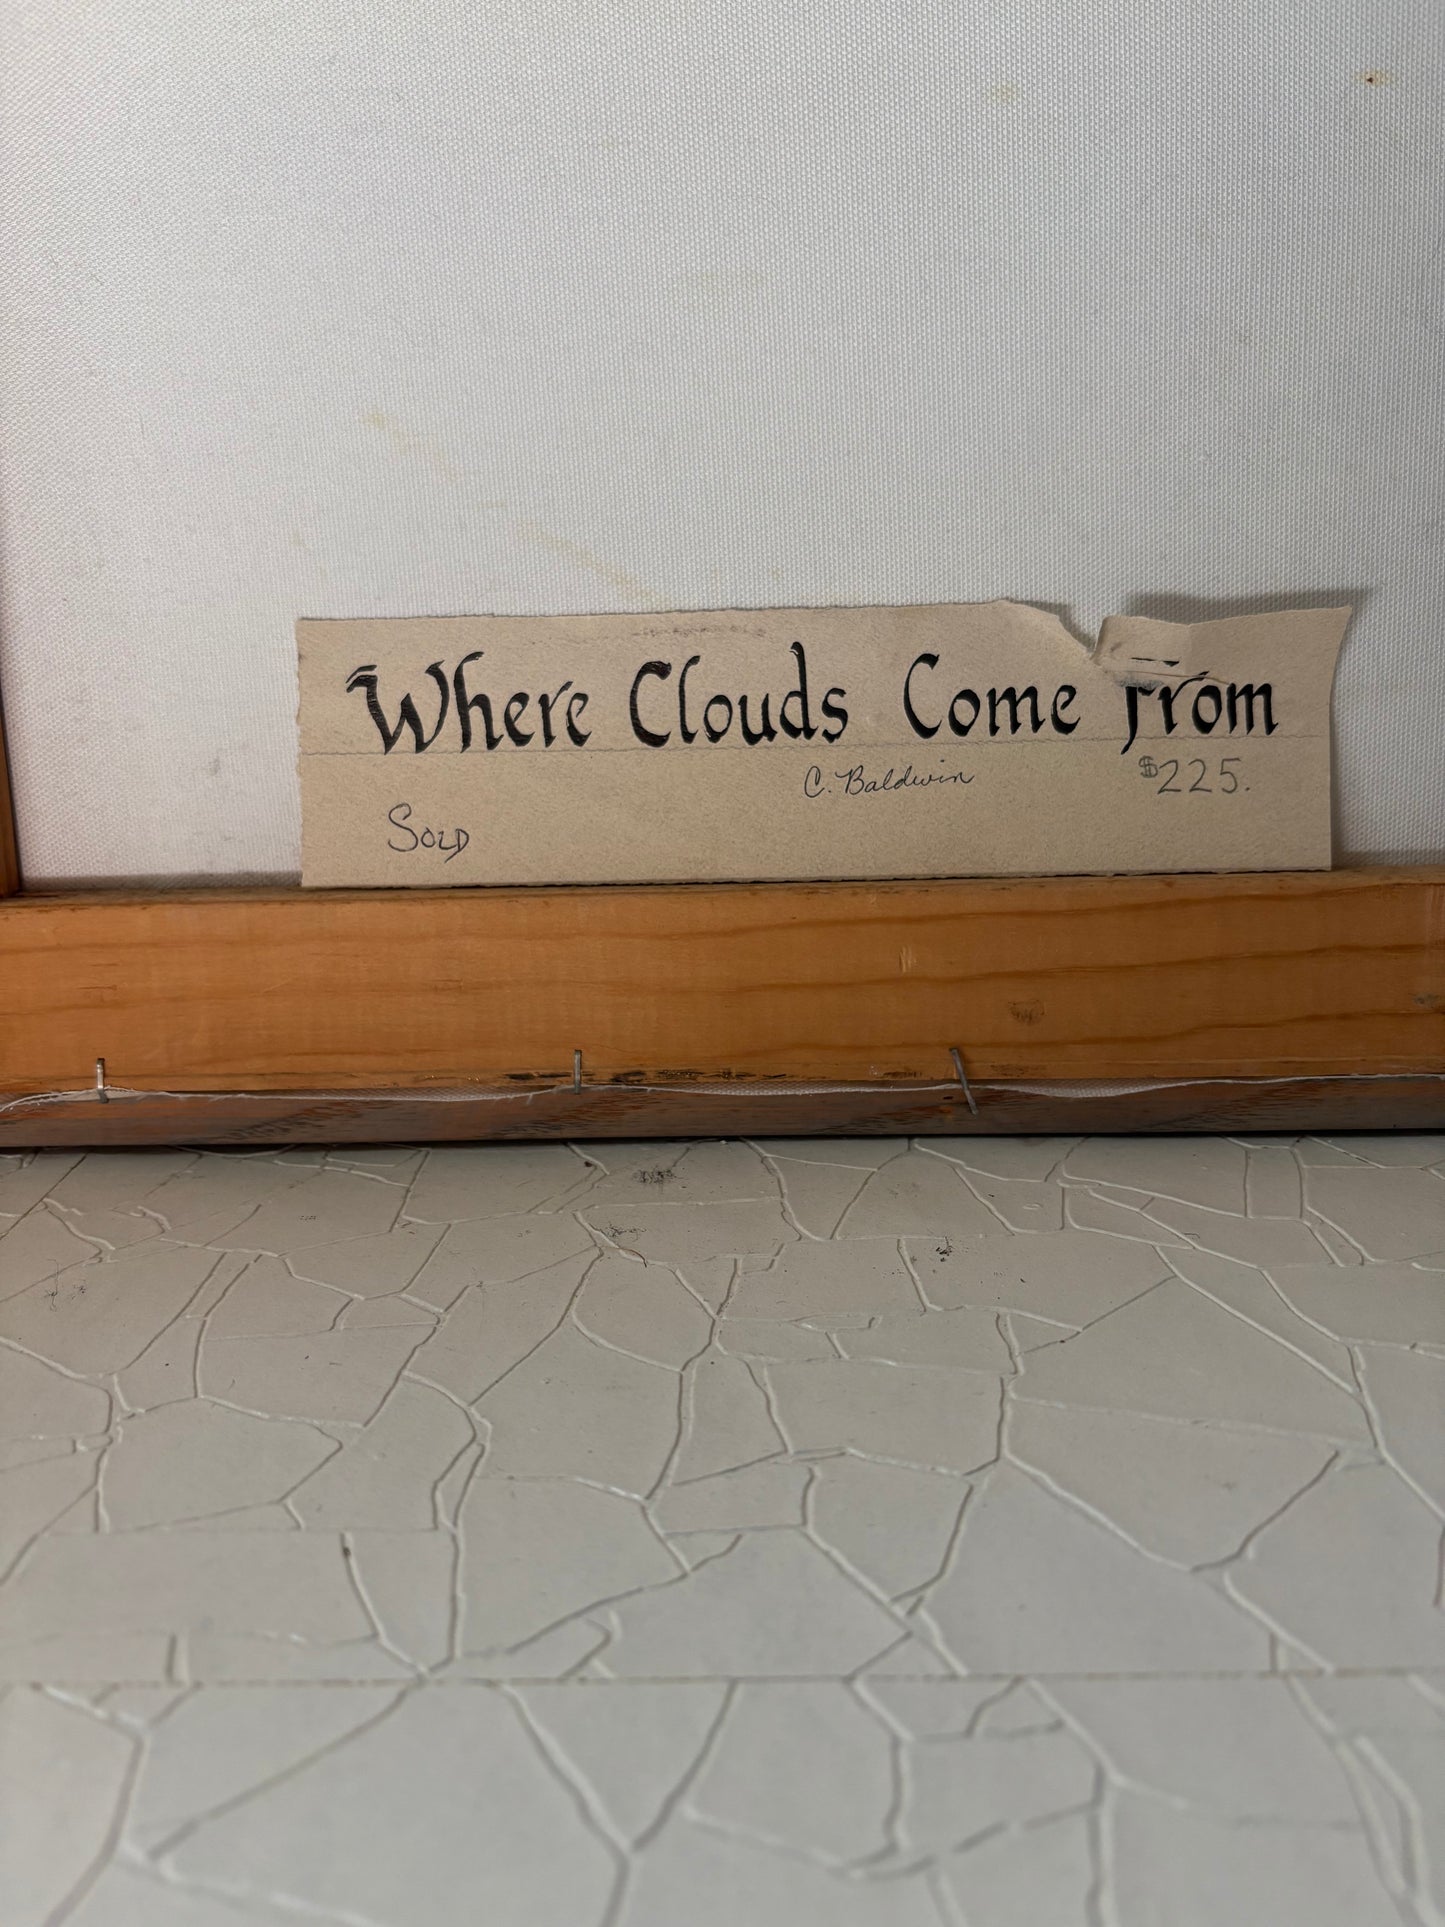 Where Clouds Come From
C. Baldwin
$225.
Sold